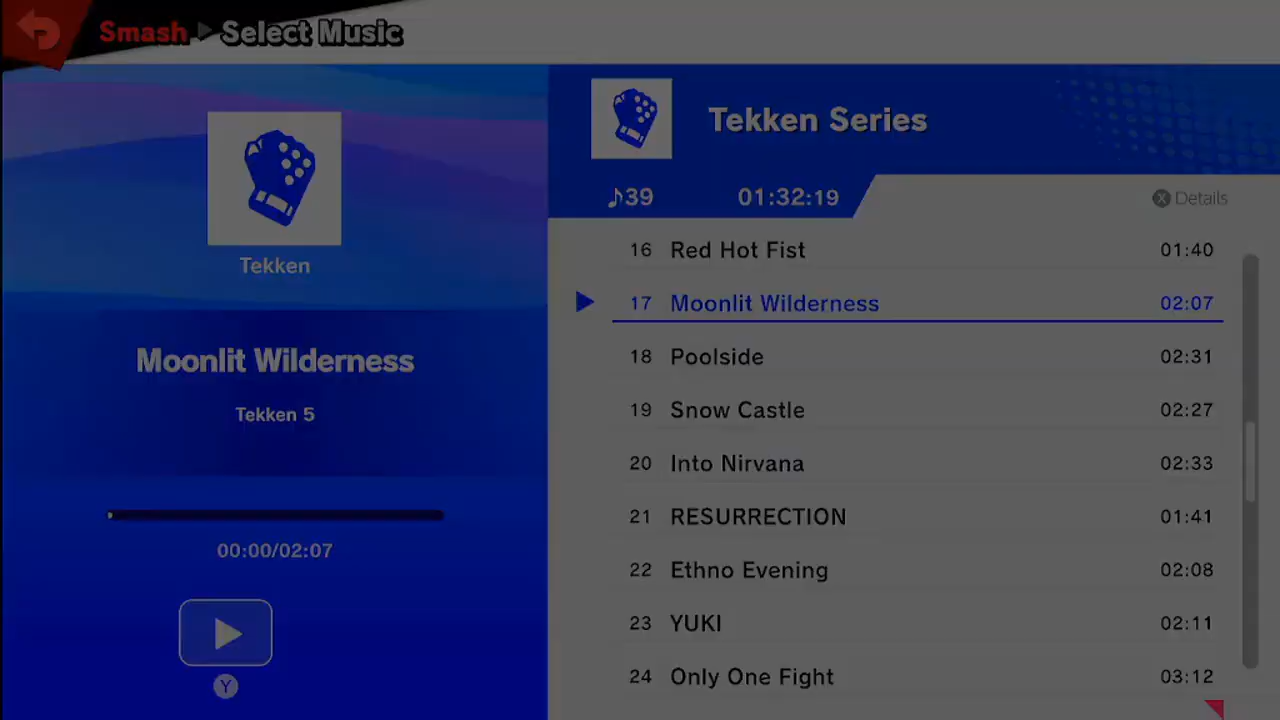 Smash ▶ Select Music
Tekken
Moonlit Wilderness
Tekken 5
00:00/02:07
Y
Tekken Series
♪39 01:32:19
X Details
16 Red Hot Fist 01:40
17 Moonlit Wilderness 02:07
18 Poolside 02:31
19 Snow Castle 02:27
20 Into Nirvana 02:33
21 RESURRECTION 01:41
22 Ethno Evening 02:08
23 YUKI 02:11
24 Only One Fight 03:12